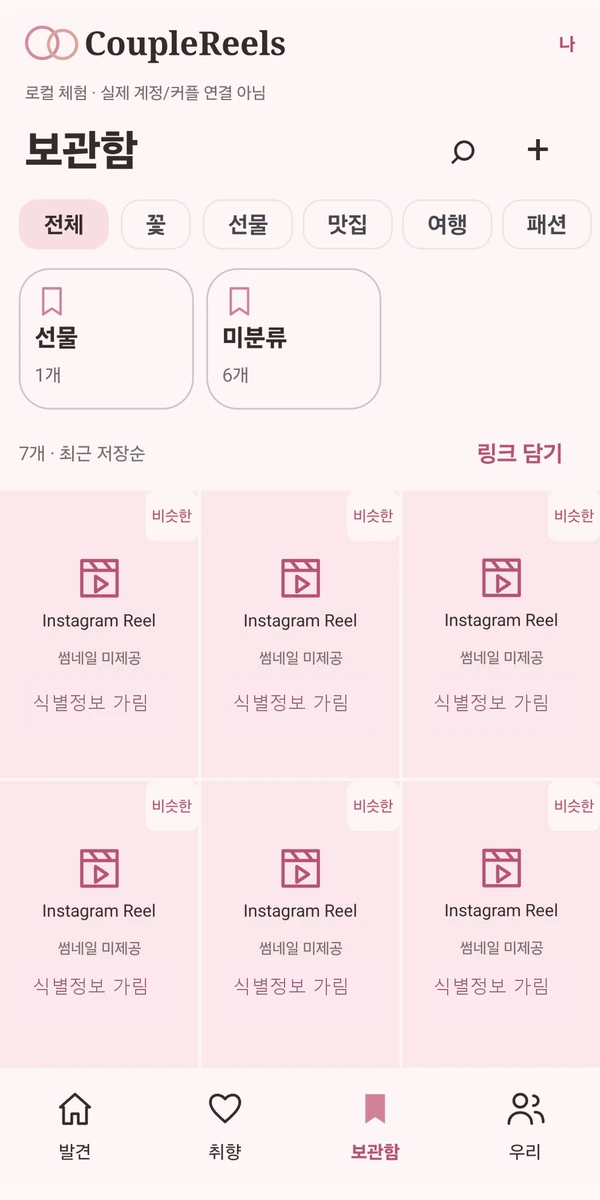 CoupleReels
나
로컬 체험 · 실제 계정/커플 연결 아님
보관함
전체 꽃 선물 맛집 여행 패션
선물
1개
미분류
6개
7개 · 최근 저장순
링크 담기
비슷한 비슷한 비슷한
Instagram Reel Instagram Reel Instagram Reel
썸네일 미제공 썸네일 미제공 썸네일 미제공
식별정보 가림 식별정보 가림 식별정보 가림
비슷한 비슷한 비슷한
Instagram Reel Instagram Reel Instagram Reel
썸네일 미제공 썸네일 미제공 썸네일 미제공
식별정보 가림 식별정보 가림 식별정보 가림
발견 취향 보관함 우리